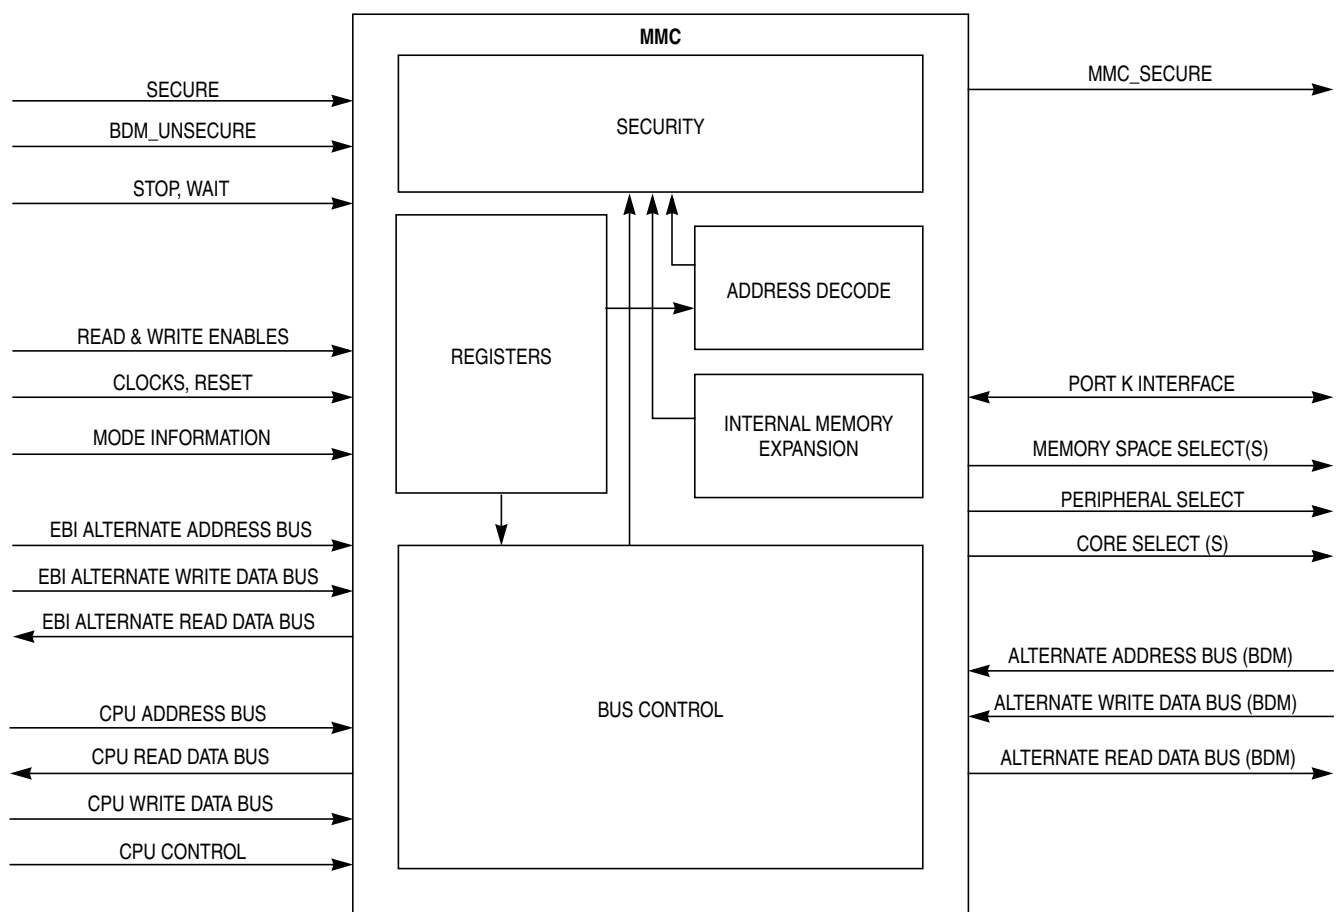 MMC
SECURE
BDM_UNSECURE
STOP, WAIT
READ & WRITE ENABLES
CLOCKS, RESET
MODE INFORMATION
EBI ALTERNATE ADDRESS BUS
EBI ALTERNATE WRITE DATA BUS
EBI ALTERNATE READ DATA BUS
CPU ADDRESS BUS
CPU READ DATA BUS
CPU WRITE DATA BUS
CPU CONTROL
SECURITY
REGISTERS
ADDRESS DECODE
INTERNAL MEMORY
EXPANSION
BUS CONTROL
MMC_SECURE
PORT K INTERFACE
MEMORY SPACE SELECT(S)
PERIPHERAL SELECT
CORE SELECT (S)
ALTERNATE ADDRESS BUS (BDM)
ALTERNATE WRITE DATA BUS (BDM)
ALTERNATE READ DATA BUS (BDM)